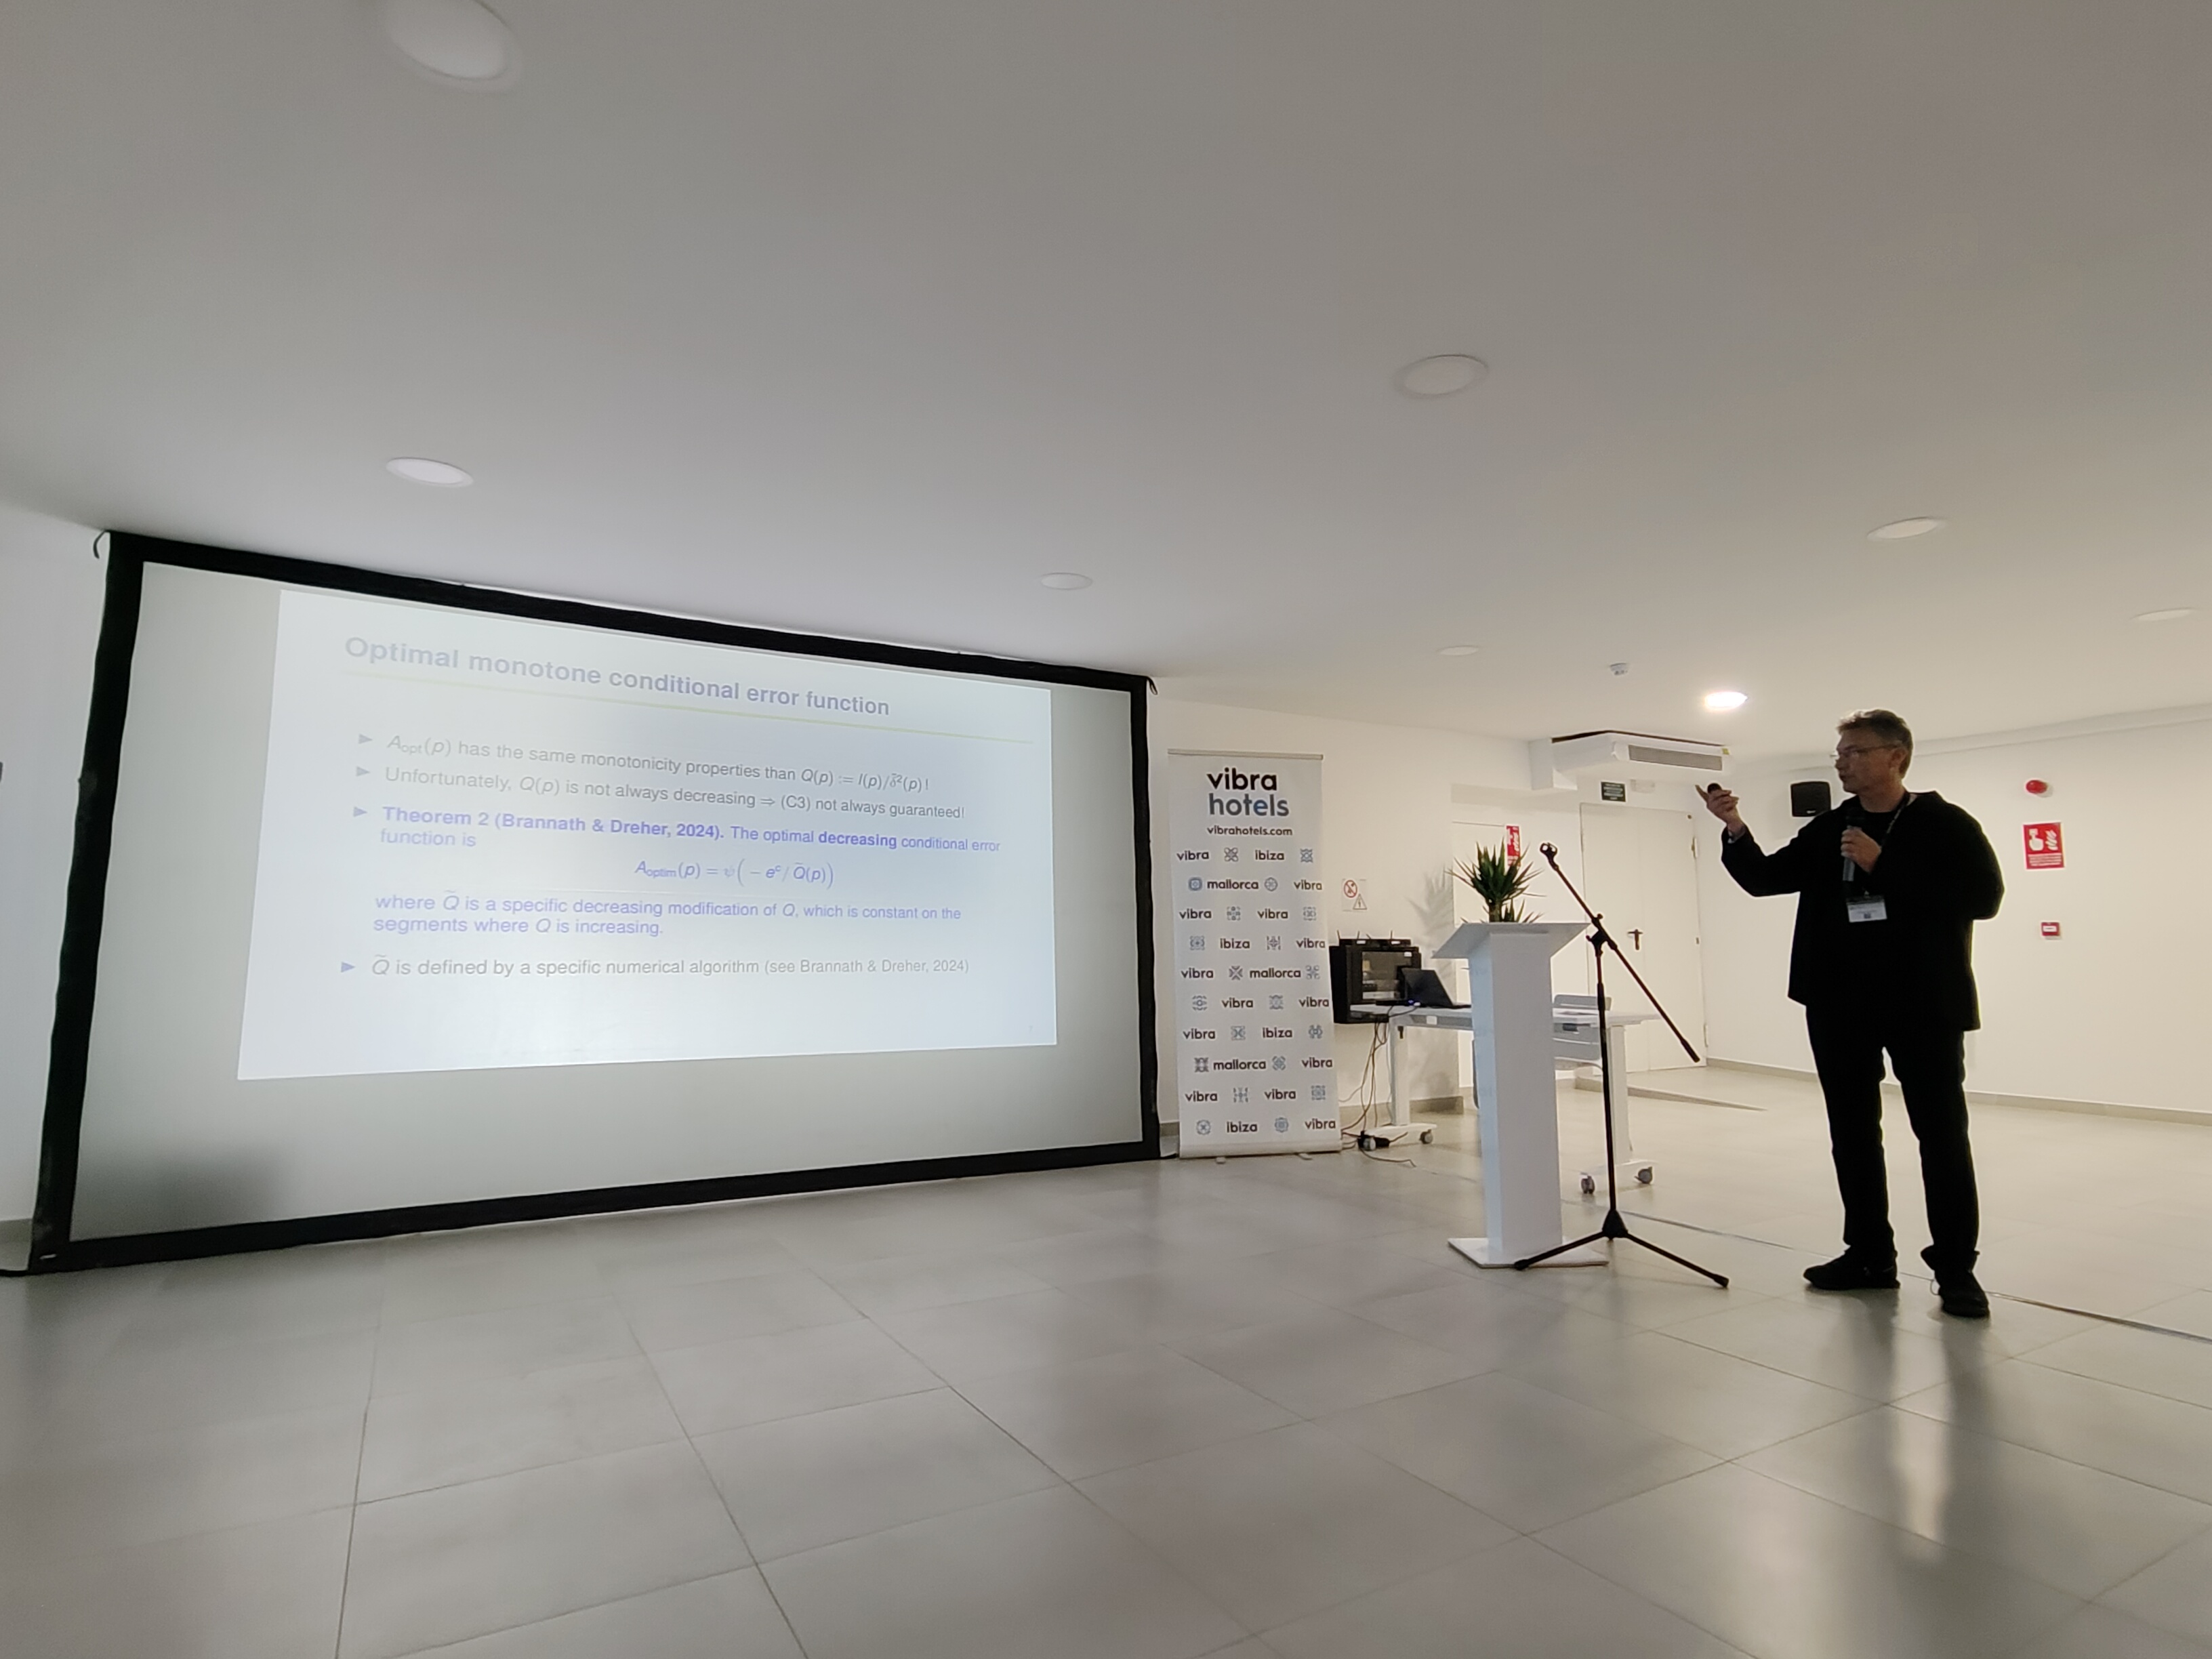 Optimal monotone conditional error function
► Aopt(p) has the same monotonicity properties than Q(p) := l(p)/δ̃²(p)!
► Unfortunately, Q(p) is not always decreasing ⇒ (C3) not always guaranteed!
► Theorem 2 (Brannath & Dreher, 2024). The optimal decreasing conditional error
function is
Aoptim(p) = ψ( − eᶜ/ Q̃(p))
where Q̃ is a specific decreasing modification of Q, which is constant on the
segments where Q is increasing.
► Q̃ is defined by a specific numerical algorithm (see Brannath & Dreher, 2024)
vibra
hotels
vibrahotels.com
vibra ibiza
mallorca vibra
vibra vibra
ibiza vibra
vibra mallorca
vibra vibra
vibra ibiza
mallorca vibra
vibra vibra
ibiza vibra